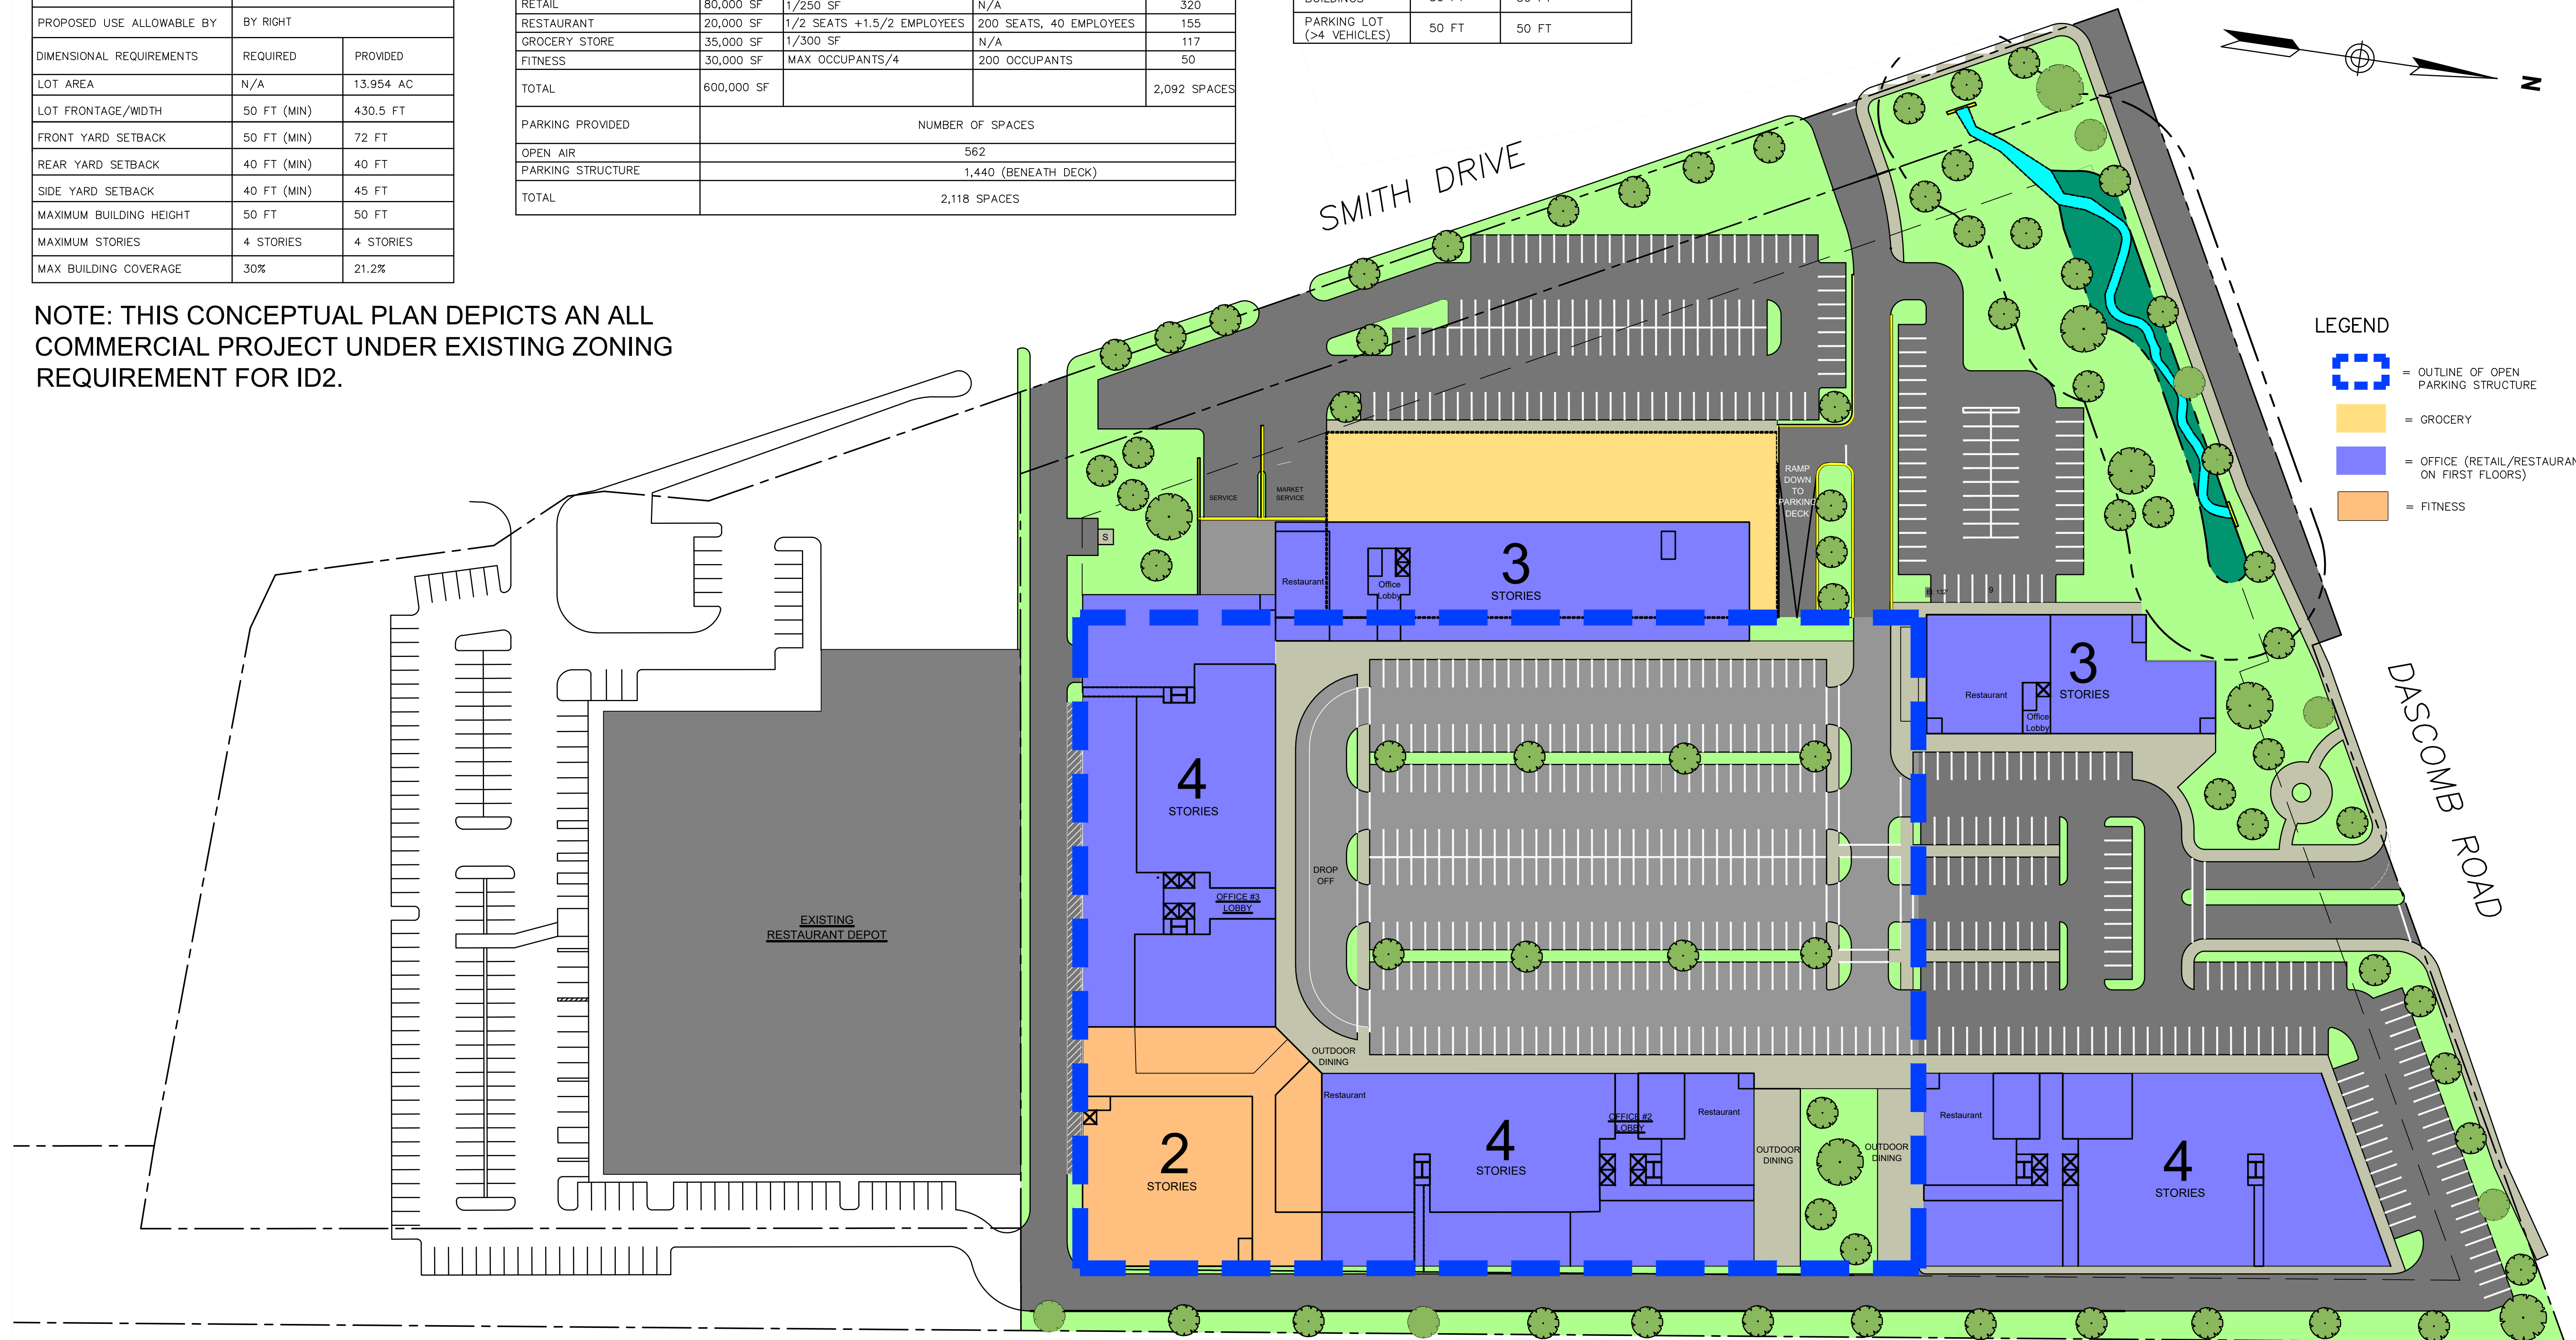 PROPOSED USE ALLOWABLE BY BY RIGHT
DIMENSIONAL REQUIREMENTS REQUIRED PROVIDED
LOT AREA N/A 13.954 AC
LOT FRONTAGE/WIDTH 50 FT (MIN) 430.5 FT
FRONT YARD SETBACK 50 FT (MIN) 72 FT
REAR YARD SETBACK 40 FT (MIN) 40 FT
SIDE YARD SETBACK 40 FT (MIN) 45 FT
MAXIMUM BUILDING HEIGHT 50 FT 50 FT
MAXIMUM STORIES 4 STORIES 4 STORIES
MAX BUILDING COVERAGE 30% 21.2%
RETAIL 80,000 SF 1/250 SF N/A 320
RESTAURANT 20,000 SF 1/2 SEATS +1.5/2 EMPLOYEES 200 SEATS, 40 EMPLOYEES 155
GROCERY STORE 35,000 SF 1/300 SF N/A 117
FITNESS 30,000 SF MAX OCCUPANTS/4 200 OCCUPANTS 50
TOTAL 600,000 SF 2,092 SPACES
PARKING PROVIDED NUMBER OF SPACES
OPEN AIR 562
PARKING STRUCTURE 1,440 (BENEATH DECK)
TOTAL 2,118 SPACES
BUILDINGS
PARKING LOT
(>4 VEHICLES) 50 FT 50 FT
N
NOTE: THIS CONCEPTUAL PLAN DEPICTS AN ALL
COMMERCIAL PROJECT UNDER EXISTING ZONING
REQUIREMENT FOR ID2.
SMITH DRIVE
LEGEND
= OUTLINE OF OPEN
PARKING STRUCTURE
= GROCERY
= OFFICE (RETAIL/RESTAURAN
ON FIRST FLOORS)
= FITNESS
SERVICE
MARKET
SERVICE
RAMP
DOWN
TO
PARKING
DECK
S
Restaurant
Office
Lobby
3
STORIES
El. 132'
9
Restaurant
Office
Lobby
3
STORIES
DASCOMB ROAD
4
STORIES
DROP
OFF
OFFICE #3
LOBBY
EXISTING
RESTAURANT DEPOT
OUTDOOR
DINING
2
STORIES
Restaurant
4
STORIES
OFFICE #2
LOBBY
Restaurant
OUTDOOR
DINING
OUTDOOR
DINING
Restaurant
4
STORIES